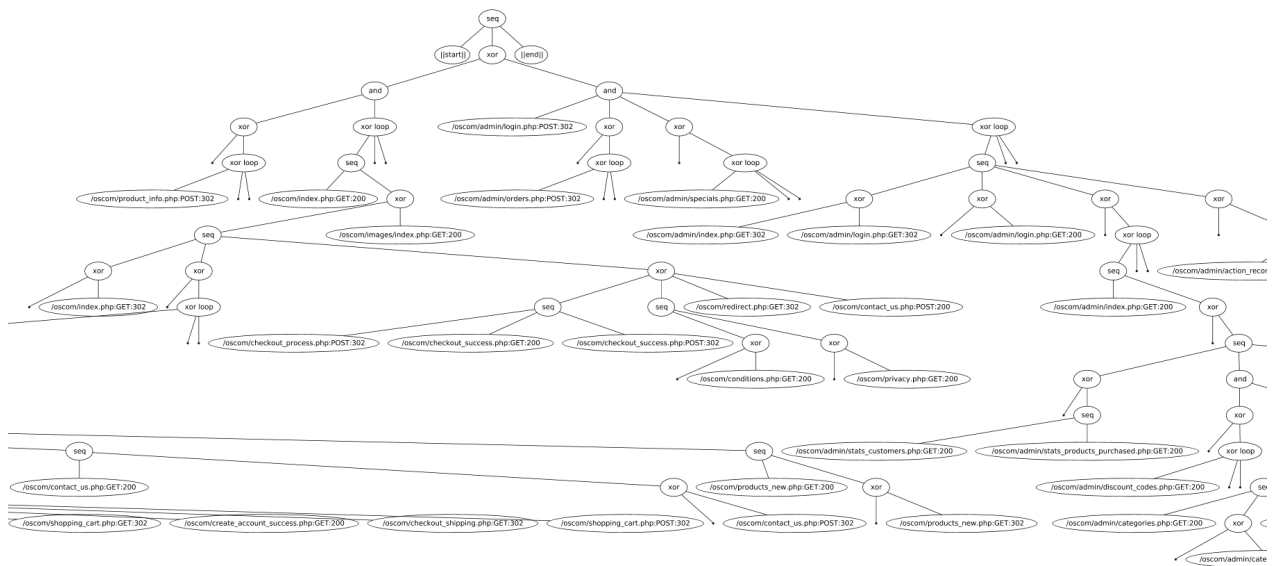 seq
||start|| xor ||end||
and and
xor xor loop /oscom/admin/login.php:POST:302 xor xor xor loop
xor loop seq xor loop xor loop seq
/oscom/product_info.php:POST:302 /oscom/index.php:GET:200 xor /oscom/admin/orders.php:POST:302 /oscom/admin/specials.php:GET:200 xor xor xor xor
seq /oscom/images/index.php:GET:200 /oscom/admin/index.php:GET:302 /oscom/admin/login.php:GET:302 /oscom/admin/login.php:GET:200 xor loop
xor xor xor seq /oscom/admin/action_recor
/oscom/index.php:GET:302 xor loop seq seq /oscom/redirect.php:GET:302 /oscom/contact_us.php:POST:200 /oscom/admin/index.php:GET:200 xor
/oscom/checkout_process.php:POST:302 /oscom/checkout_success.php:GET:200 /oscom/checkout_success.php:POST:302 xor xor seq
/oscom/conditions.php:GET:200 /oscom/privacy.php:GET:200 xor and
seq xor
seq seq /oscom/admin/stats_customers.php:GET:200 /oscom/admin/stats_products_purchased.php:GET:200 xor loop
/oscom/contact_us.php:GET:200 xor /oscom/products_new.php:GET:200 xor /oscom/admin/discount_codes.php:GET:200 seq
/oscom/shopping_cart.php:GET:302 /oscom/create_account_success.php:GET:200 /oscom/checkout_shipping.php:GET:302 /oscom/shopping_cart.php:POST:302 /oscom/contact_us.php:POST:302 /oscom/products_new.php:GET:302 /oscom/admin/categories.php:GET:200 xor
/oscom/admin/cate